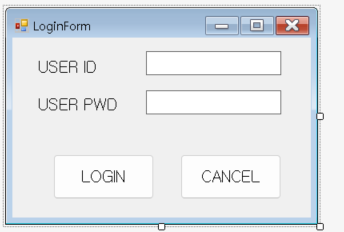 LoginForm
USER ID
USER PWD
LOGIN
CANCEL